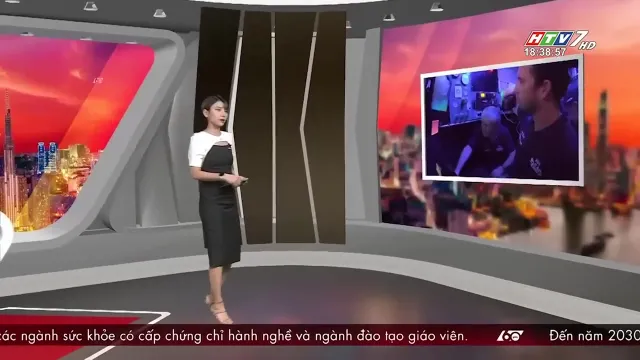 HTV7 HD
18:38:57
các ngành sức khỏe có cấp chứng chỉ hành nghề và ngành đào tạo giáo viên. 60 Đến năm 2030